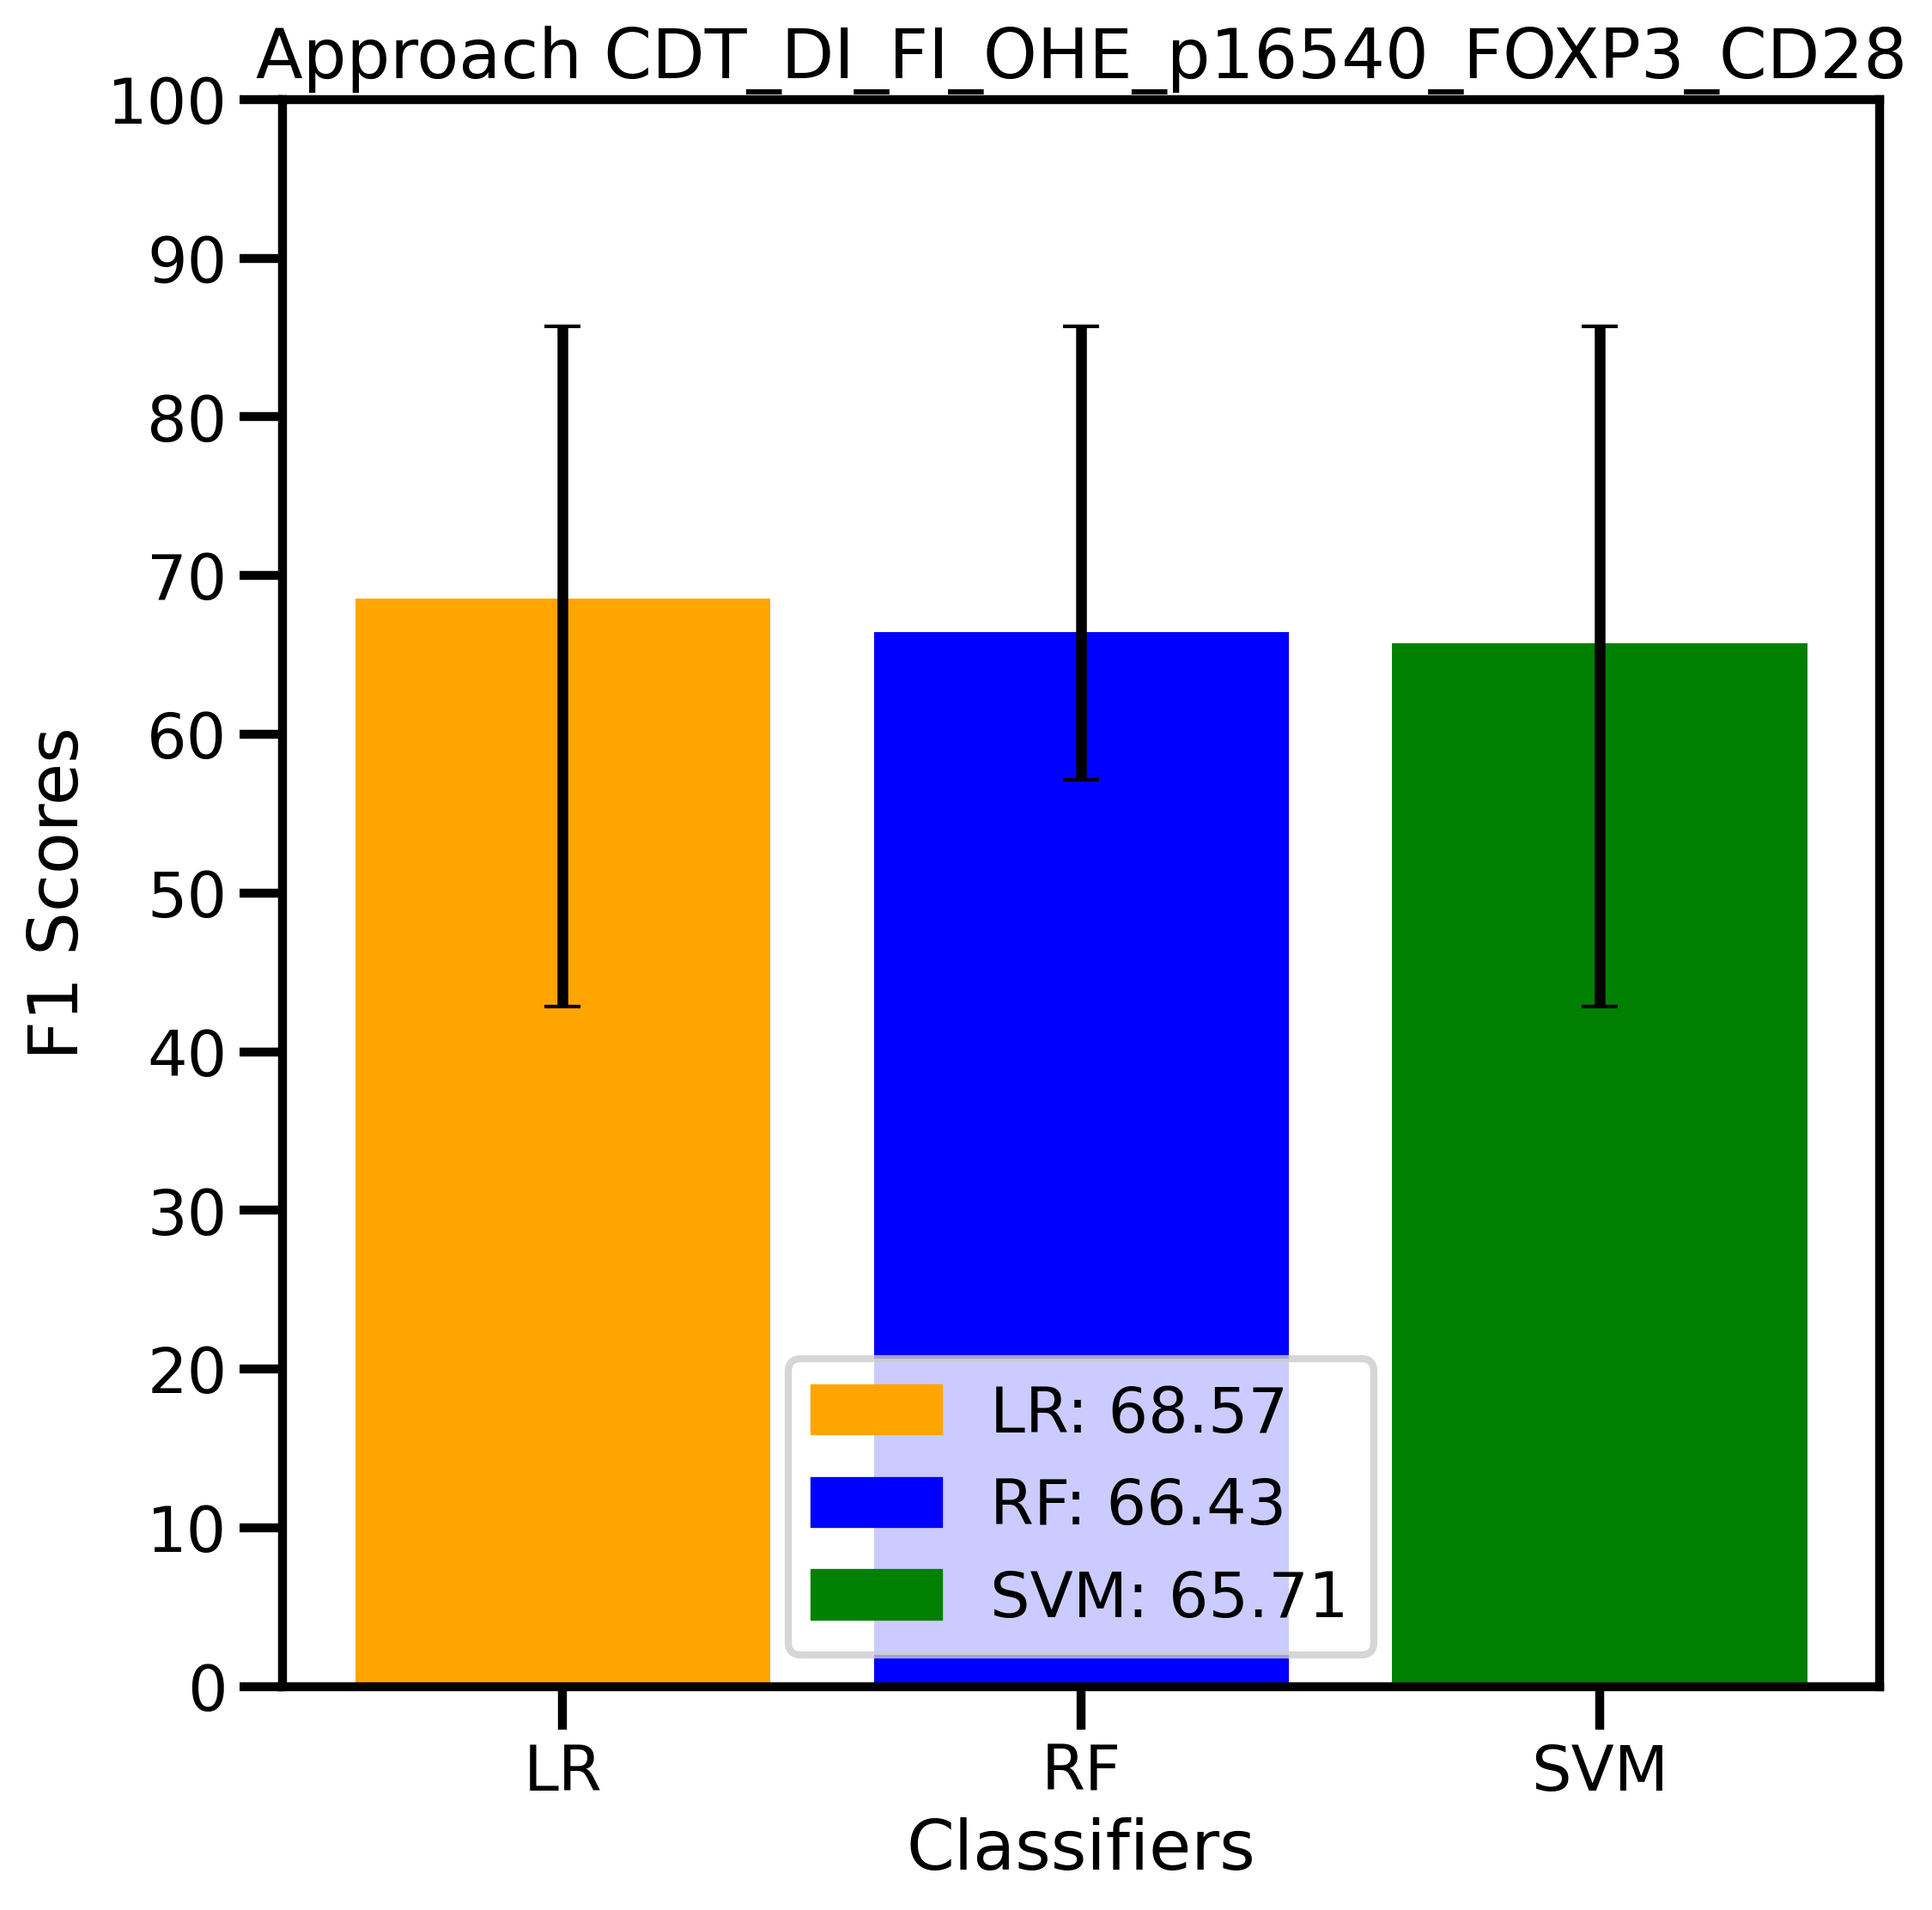 Approach CDT_DI_FI_OHE_p16540_FOXP3_CD28
100
90
80
70
60
50
40
30
20
10
0
F1 Scores
LR: 68.57
RF: 66.43
SVM: 65.71
LR RF SVM
Classifiers